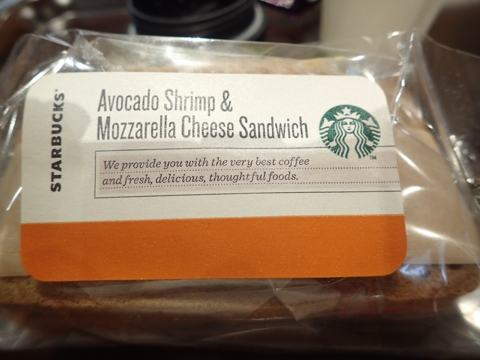 STARBUCKS
Avocado Shrimp &
Mozzarella Cheese Sandwich
We provide you with the very best coffee
and fresh, delicious, thoughtful foods.
TM